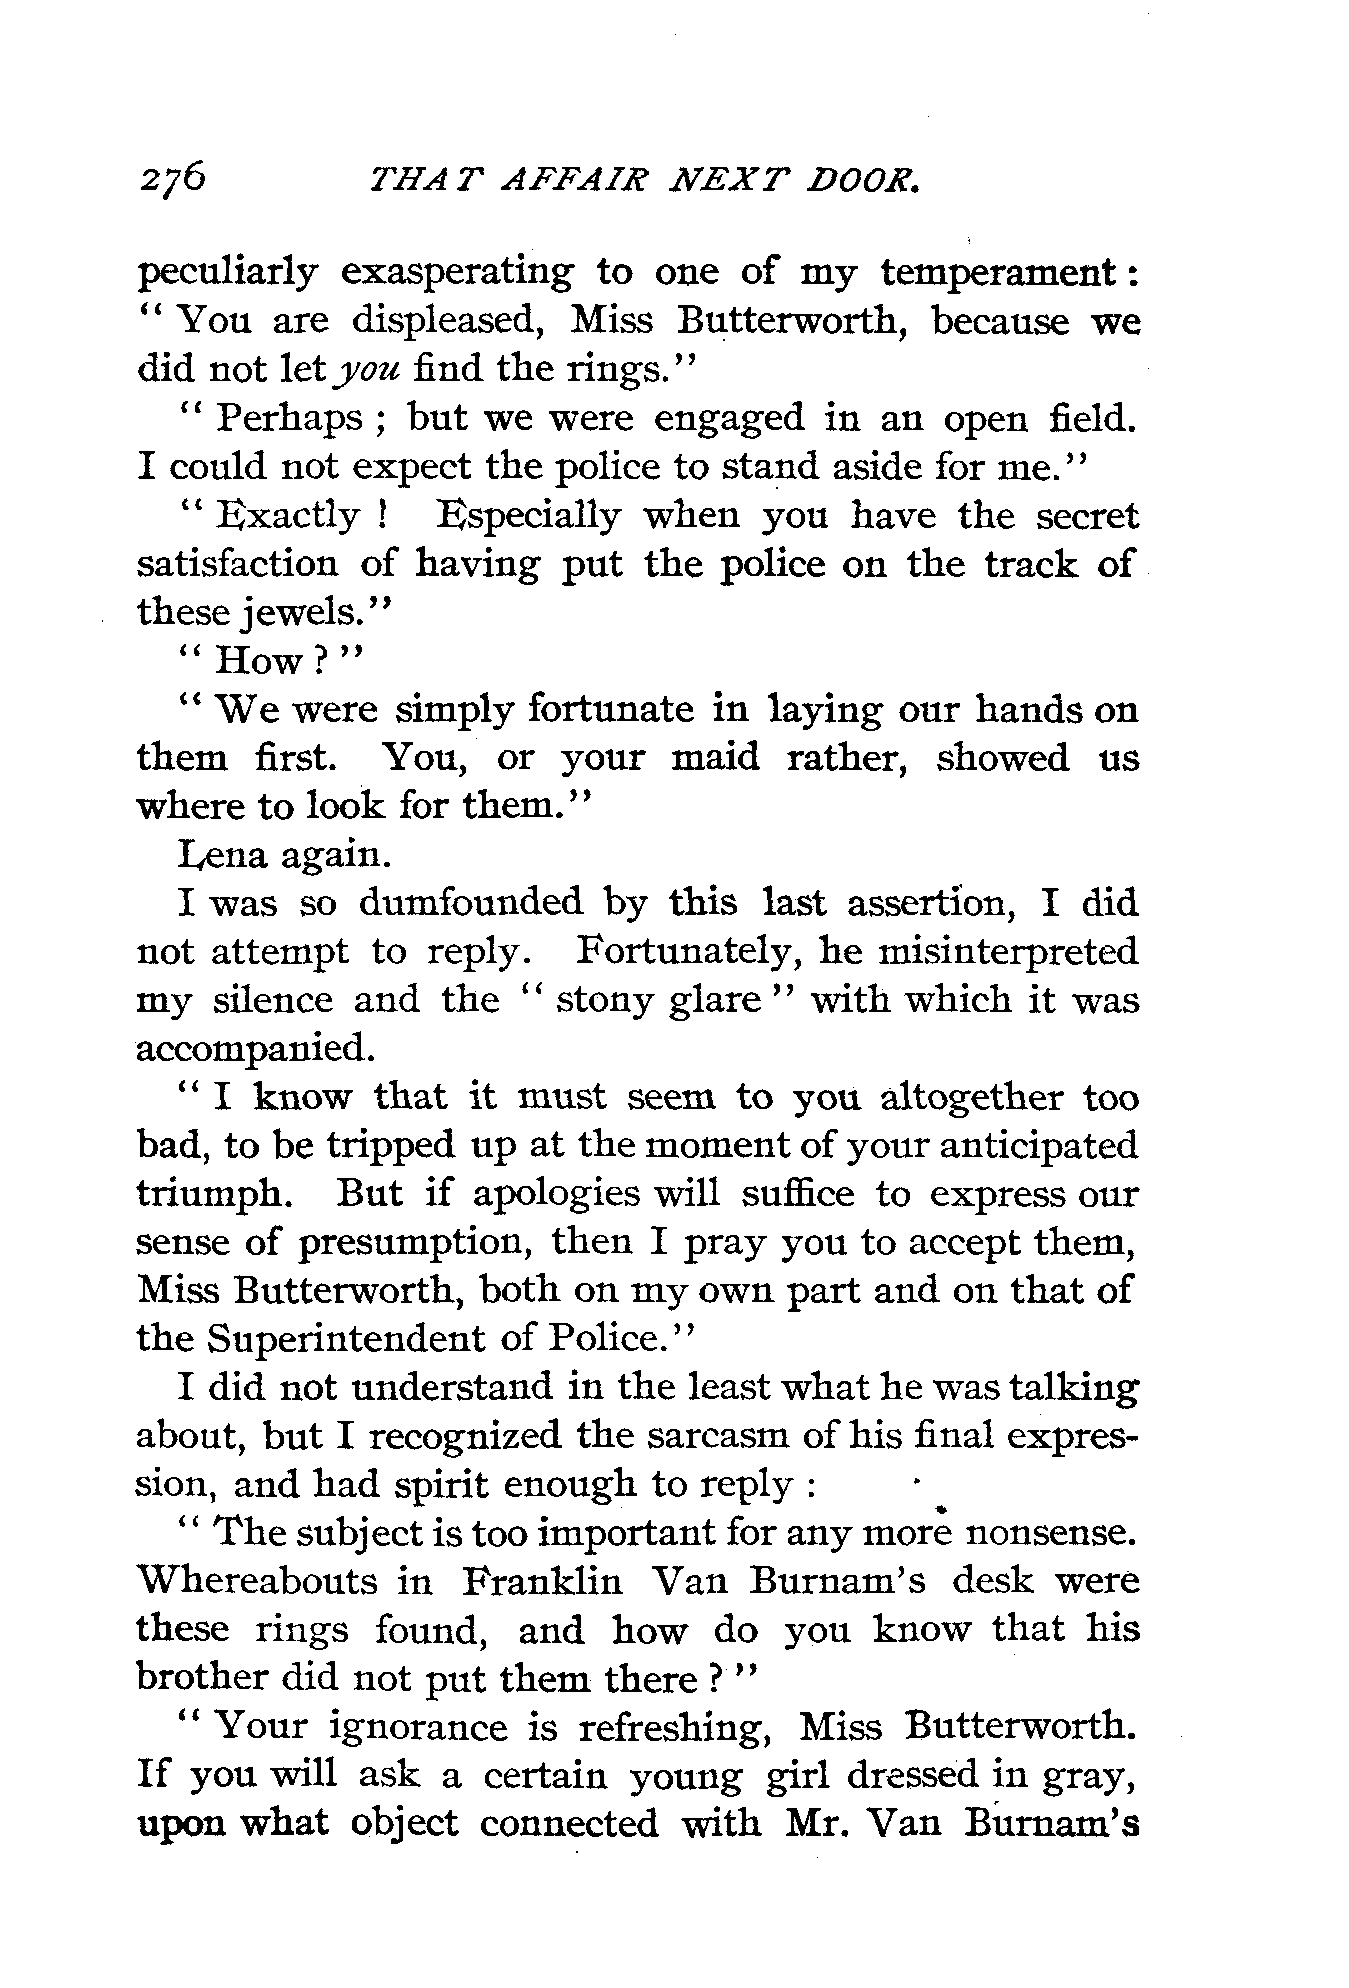 276 THAT AFFAIR NEXT DOOR.
peculiarly exasperating to one of my temperament :
“ You are displeased, Miss Butterworth, because we
did not let you find the rings.”
“ Perhaps ; but we were engaged in an open field.
I could not expect the police to stand aside for me.”
“ Exactly ! Especially when you have the secret
satisfaction of having put the police on the track of
these jewels.”
“ How ? ”
“ We were simply fortunate in laying our hands on
them first. You, or your maid rather, showed us
where to look for them.”
Lena again.
I was so dumfounded by this last assertion, I did
not attempt to reply. Fortunately, he misinterpreted
my silence and the “ stony glare ” with which it was
accompanied.
“ I know that it must seem to you altogether too
bad, to be tripped up at the moment of your anticipated
triumph. But if apologies will suffice to express our
sense of presumption, then I pray you to accept them,
Miss Butterworth, both on my own part and on that of
the Superintendent of Police.”
I did not understand in the least what he was talking
about, but I recognized the sarcasm of his final expres-
sion, and had spirit enough to reply :
“ The subject is too important for any more nonsense.
Whereabouts in Franklin Van Burnam’s desk were
these rings found, and how do you know that his
brother did not put them there ? ”
“ Your ignorance is refreshing, Miss Butterworth.
If you will ask a certain young girl dressed in gray,
upon what object connected with Mr. Van Burnam’s